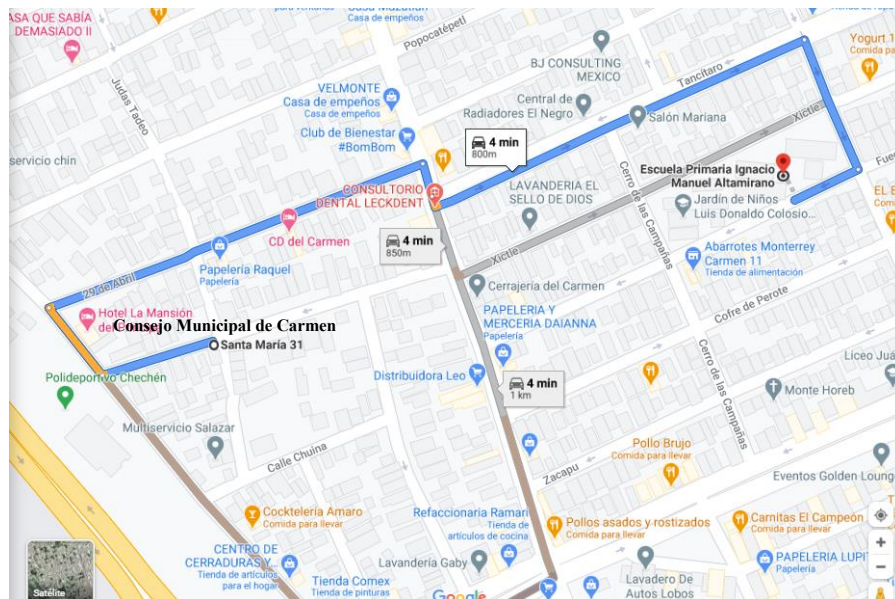 ASA QUE SABÍA
DEMASIADO II
Casa de empeños
Popocatépetl
Judas Tadeo
VELMONTE
Casa de empeños
Casa de empeños
Club de Bienestar
#BomBom
BJ CONSULTING
MEXICO
Central de
Radiadores El Negro
Tancítaro
Yogurt 1
Comida pa
Salón Mariana
Xictle
4 min
800m
servicio chin
CONSULTORIO
DENTAL LECKDENT
Escuela Primaria Ignacio
Manuel Altamirano
LAVANDERIA EL
SELLO DE DIOS
Cerro de las Campañas
Jardín de Niños
Luis Donaldo Colosio...
Fue
EL B
CD del Carmen
4 min
850m
Xictle
Papelería Raquel
Papelería
Abarrotes Monterrey
Carmen 11
Tienda de alimentación
29 de Abril
Cerrajería del Carmen
Hotel La Mansión
Consejo Municipal de Carmen
Santa María 31
PAPELERIA Y
MERCERIA DAIANNA
Papelería
Cofre de Perote
Cerro de las Campañas
Liceo Juá
Polideportivo Chechén
Distribuidora Leo
4 min
1 km
Monte Horeb
Multiservicio Salazar
Calle Chuina
Zacapu
Pollo Brujo
Comida para llevar
Eventos Golden Loung
Cocktelería Amaro
Comida para llevar
Refaccionaria Ramari
Tienda de
artículos de cocina
Pollos asados y rostizados
Comida para llevar
Carnitas El Campeón
Comida para llevar
CENTRO DE
CERRADURAS Y...
Tienda de artículos
para el hogar
Lavandería Gaby
Tienda Comex
Tienda de pinturas
PAPELERIA LUPI
Lavadero De
Autos Lobos
Satélite
Google